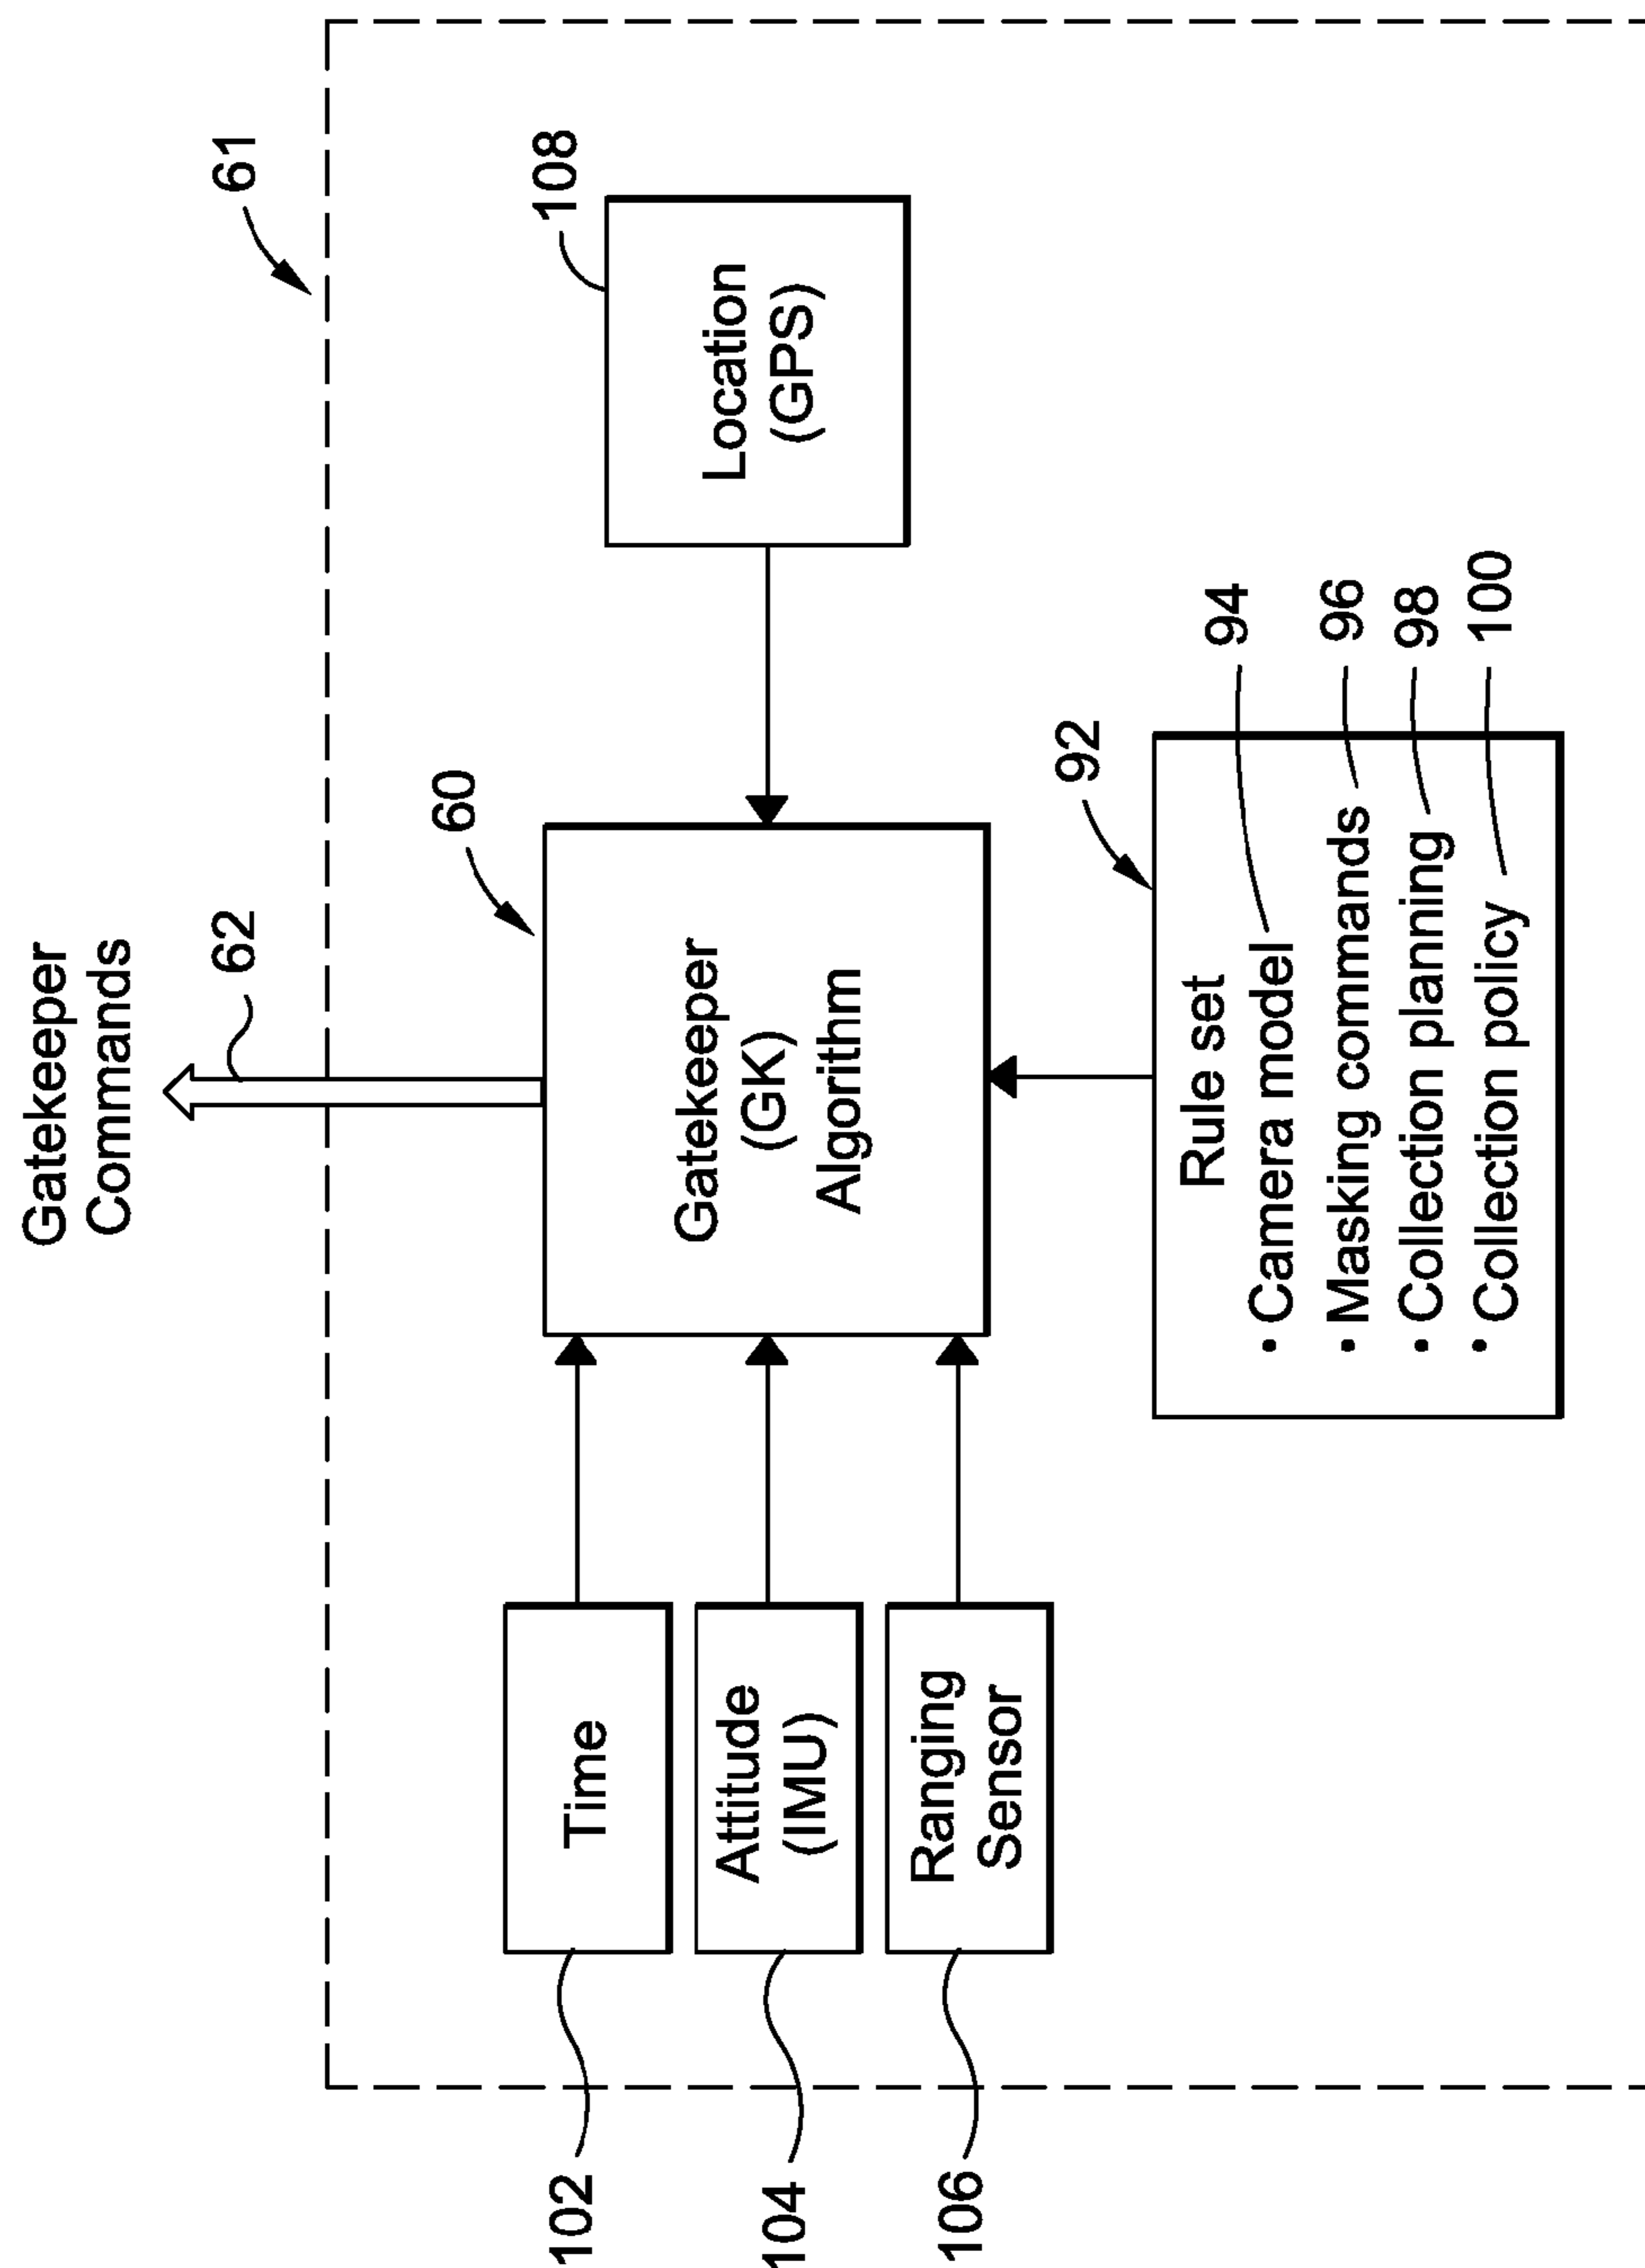 Gatekeeper
Commands
62
61
60
108
102
Time
104
Attitude
(IMU)
106
Ranging
Sensor
Gatekeeper
(GK)
Algorithm
Location
(GPS)
92
Rule set
• Camera model
94
• Masking commands
96
• Collection planning
98
• Collection policy
100